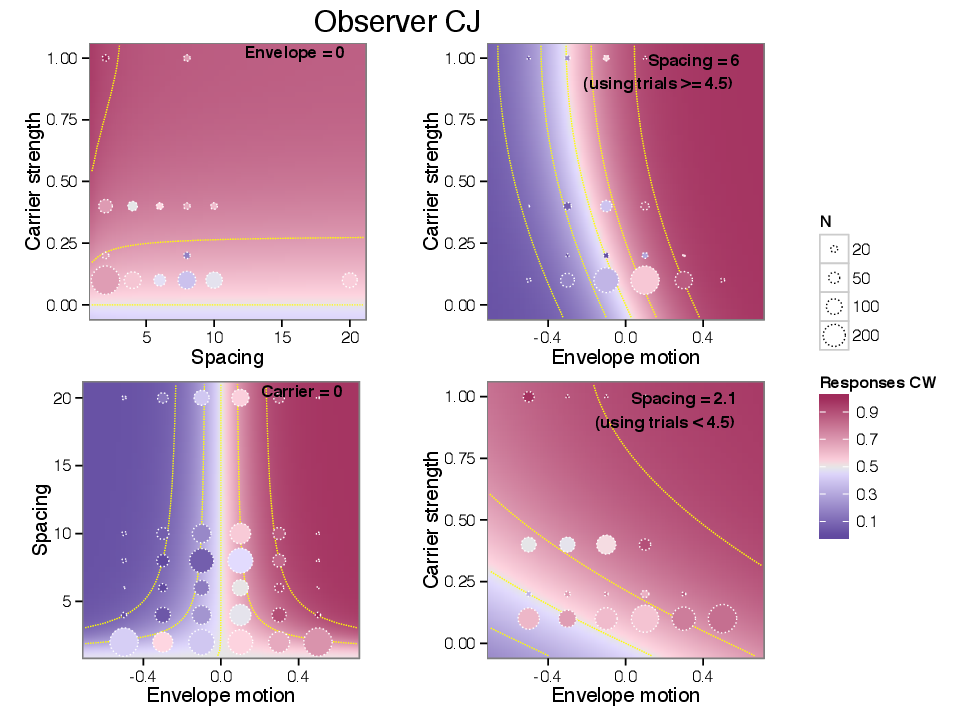 Observer CJ
Envelope = 0
1.00
0.75
0.50
0.25
0.00
Carrier strength
5
10
15
20
Spacing
Spacing = 6
(using trials >= 4.5)
1.00
0.75
0.50
0.25
0.00
Carrier strength
-0.4
0.0
0.4
Envelope motion
Carrier = 0
20
15
10
5
Spacing
-0.4
0.0
0.4
Envelope motion
Spacing = 2.1
(using trials < 4.5)
1.00
0.75
0.50
0.25
0.00
Carrier strength
-0.4
0.0
0.4
Envelope motion
N
20
50
100
200
Responses CW
0.9
0.7
0.5
0.3
0.1